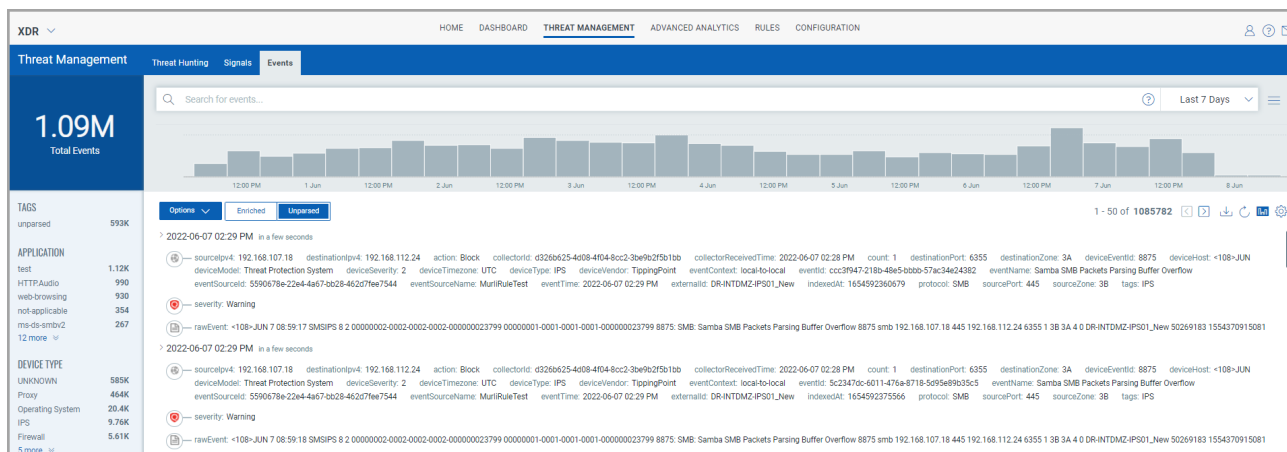 XDR
HOME DASHBOARD THREAT MANAGEMENT ADVANCED ANALYTICS RULES CONFIGURATION
Threat Management
Threat Hunting Signals Events
1.09M
Total Events
Search for events...
Last 7 Days
12:00 PM 1 Jun 12:00 PM 2 Jun 12:00 PM 3 Jun 12:00 PM 4 Jun 12:00 PM 5 Jun 12:00 PM 6 Jun 12:00 PM 7 Jun 12:00 PM 8 Jun
TAGS
unparsed 593K
APPLICATION
test 1.12K
HTTP.Audio 990
web-browsing 930
not-applicable 354
ms-ds-smbv2 267
12 more
DEVICE TYPE
UNKNOWN 585K
Proxy 464K
Operating System 20.4K
IPS 9.76K
Firewall 5.61K
5 more
Options Enriched Unparsed
1 - 50 of 1085782
2022-06-07 02:29 PM in a few seconds
sourceIpv4: 192.168.107.18 destinationIpv4: 192.168.112.24 action: Block collectorId: d326b625-4d08-4f04-8cc2-3be9b2f5b1bb collectorReceivedTime: 2022-06-07 02:28 PM count: 1 destinationPort: 6355 destinationZone: 3A deviceEventId: 8875 deviceHost: <108>JUN
deviceModel: Threat Protection System deviceSeverity: 2 deviceTimezone: UTC deviceType: IPS deviceVendor: TippingPoint eventContext: local-to-local eventId: ccc3f947-218b-48e5-bbbb-57ac34e24382 eventName: Samba SMB Packets Parsing Buffer Overflow
eventSourceId: 5590678e-22e4-4a67-bb28-462d7fee7544 eventSourceName: MurliRuleTest eventTime: 2022-06-07 02:29 PM externalId: DR-INTDMZ-IPS01_New indexedAt: 1654592360679 protocol: SMB sourcePort: 445 sourceZone: 3B tags: IPS
severity: Warning
rawEvent: <108>JUN 7 08:59:17 SMSIPS 8 2 00000002-0002-0002-0002-000000023799 00000001-0001-0001-0001-000000023799 8875: SMB: Samba SMB Packets Parsing Buffer Overflow 8875 smb 192.168.107.18 445 192.168.112.24 6355 1 3B 3A 4 0 DR-INTDMZ-IPS01_New 50269183 1554370915081
2022-06-07 02:29 PM in a few seconds
sourceIpv4: 192.168.107.18 destinationIpv4: 192.168.112.24 action: Block collectorId: d326b625-4d08-4f04-8cc2-3be9b2f5b1bb collectorReceivedTime: 2022-06-07 02:28 PM count: 1 destinationPort: 6355 destinationZone: 3A deviceEventId: 8875 deviceHost: <108>JUN
deviceModel: Threat Protection System deviceSeverity: 2 deviceTimezone: UTC deviceType: IPS deviceVendor: TippingPoint eventContext: local-to-local eventId: 5c2347dc-6011-476a-8718-5d95e89b35c5 eventName: Samba SMB Packets Parsing Buffer Overflow
eventSourceId: 5590678e-22e4-4a67-bb28-462d7fee7544 eventSourceName: MurliRuleTest eventTime: 2022-06-07 02:29 PM externalId: DR-INTDMZ-IPS01_New indexedAt: 1654592375566 protocol: SMB sourcePort: 445 sourceZone: 3B tags: IPS
severity: Warning
rawEvent: <108>JUN 7 08:59:18 SMSIPS 8 2 00000002-0002-0002-0002-000000023799 00000001-0001-0001-0001-000000023799 8875: SMB: Samba SMB Packets Parsing Buffer Overflow 8875 smb 192.168.107.18 445 192.168.112.24 6355 1 3B 3A 4 0 DR-INTDMZ-IPS01_New 50269183 1554370915081